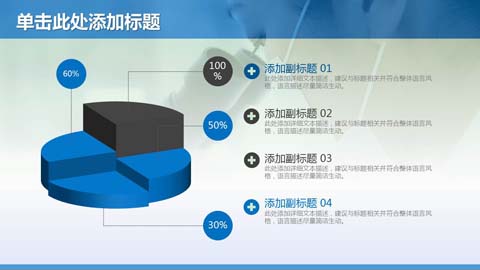 单击此处添加标题
60%
100
%
50%
30%
添加副标题 01
此处添加详细文本描述，建议与标题相关并符合整体语言风
格，语言描述尽量简洁生动。
添加副标题 02
此处添加详细文本描述，建议与标题相关并符合整体语言风
格，语言描述尽量简洁生动。
添加副标题 03
此处添加详细文本描述，建议与标题相关并符合整体语言风
格，语言描述尽量简洁生动。
添加副标题 04
此处添加详细文本描述，建议与标题相关并符合整体语言风
格，语言描述尽量简洁生动。